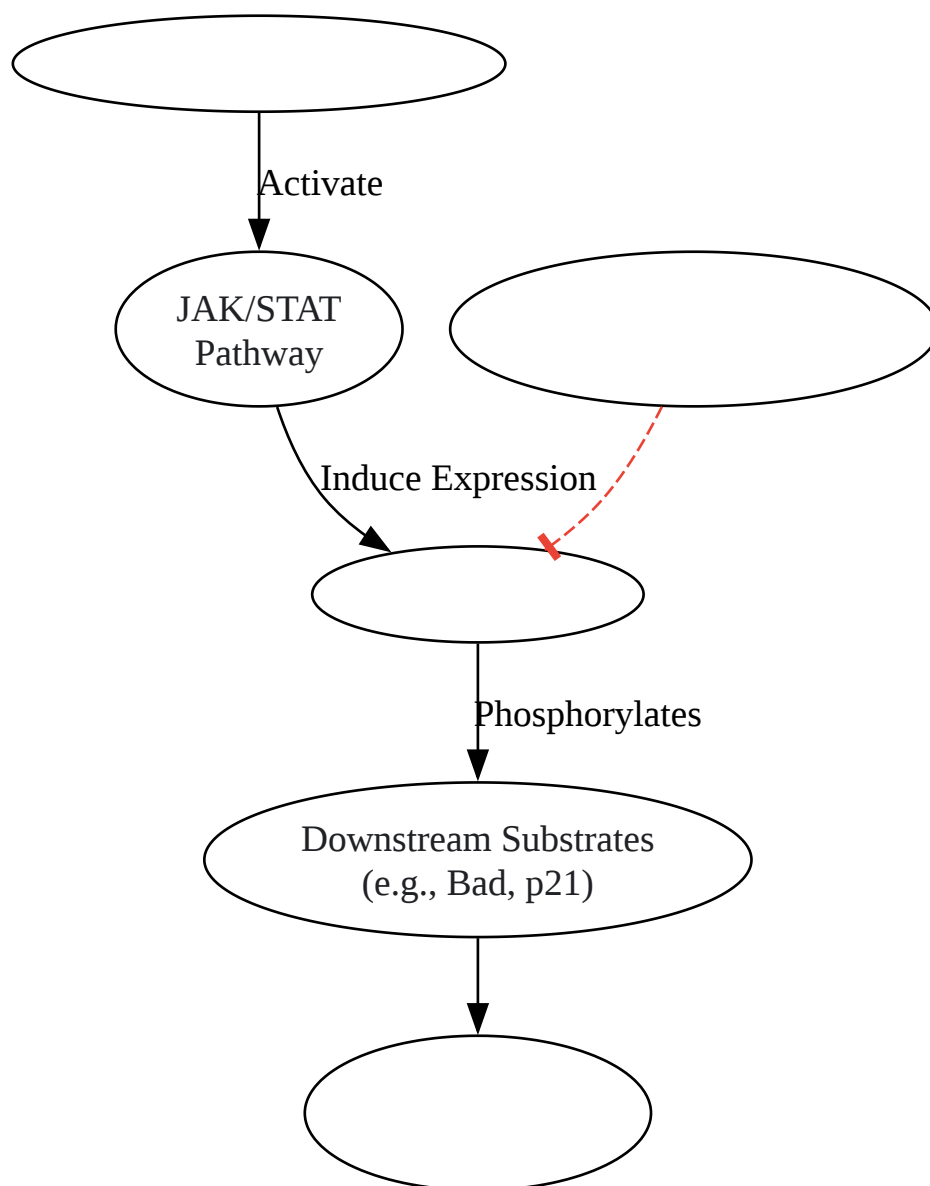 Activate
JAK/STAT
Pathway
Induce Expression
Phosphorylates
Downstream Substrates
(e.g., Bad, p21)